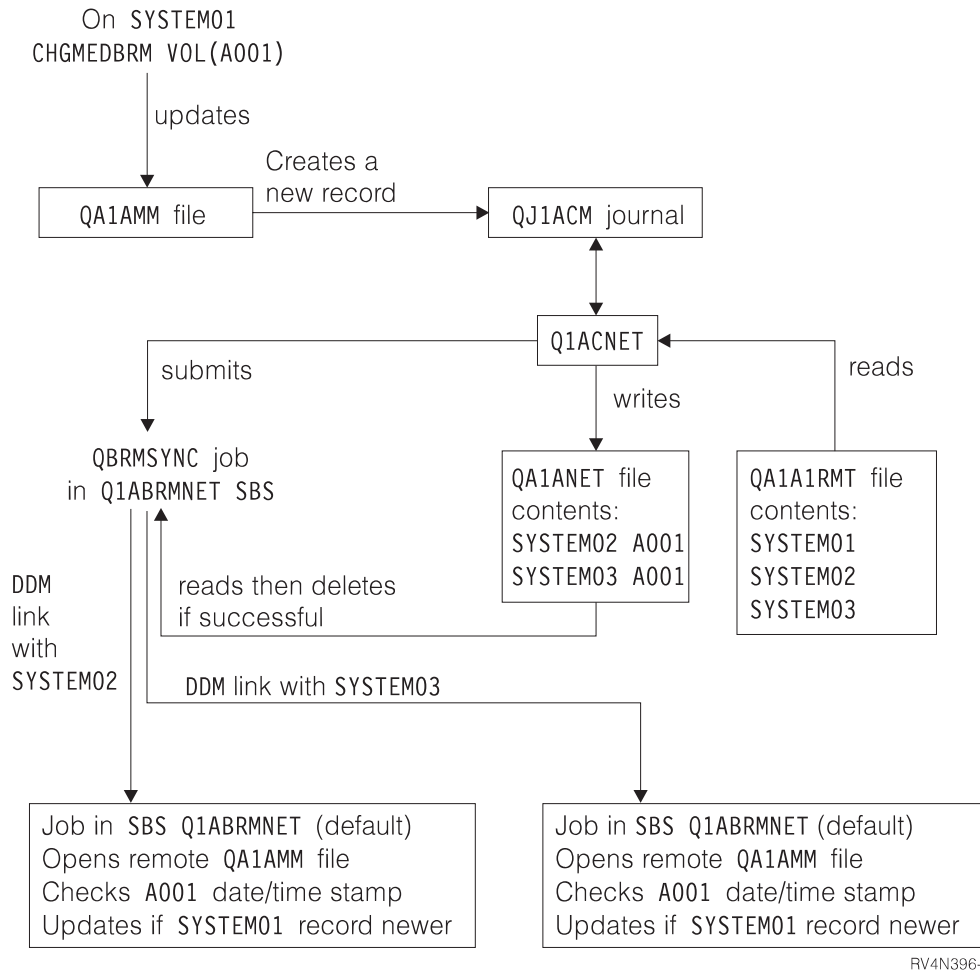 On SYSTEM01
CHGMEDBRM VOL(A001)
updates
Creates a
new record
QA1AMM file
QJ1ACM journal
Q1ACNET
submits
reads
writes
QBRMSYNC job
in Q1ABRMNET SBS
QA1ANET file
contents:
SYSTEM02 A001
SYSTEM03 A001
QA1A1RMT file
contents:
SYSTEM01
SYSTEM02
SYSTEM03
DDM
link
with
SYSTEM02
reads then deletes
if successful
DDM link with SYSTEM03
Job in SBS Q1ABRMNET (default)
Opens remote QA1AMM file
Checks A001 date/time stamp
Updates if SYSTEM01 record newer
Job in SBS Q1ABRMNET (default)
Opens remote QA1AMM file
Checks A001 date/time stamp
Updates if SYSTEM01 record newer
RV4N396-